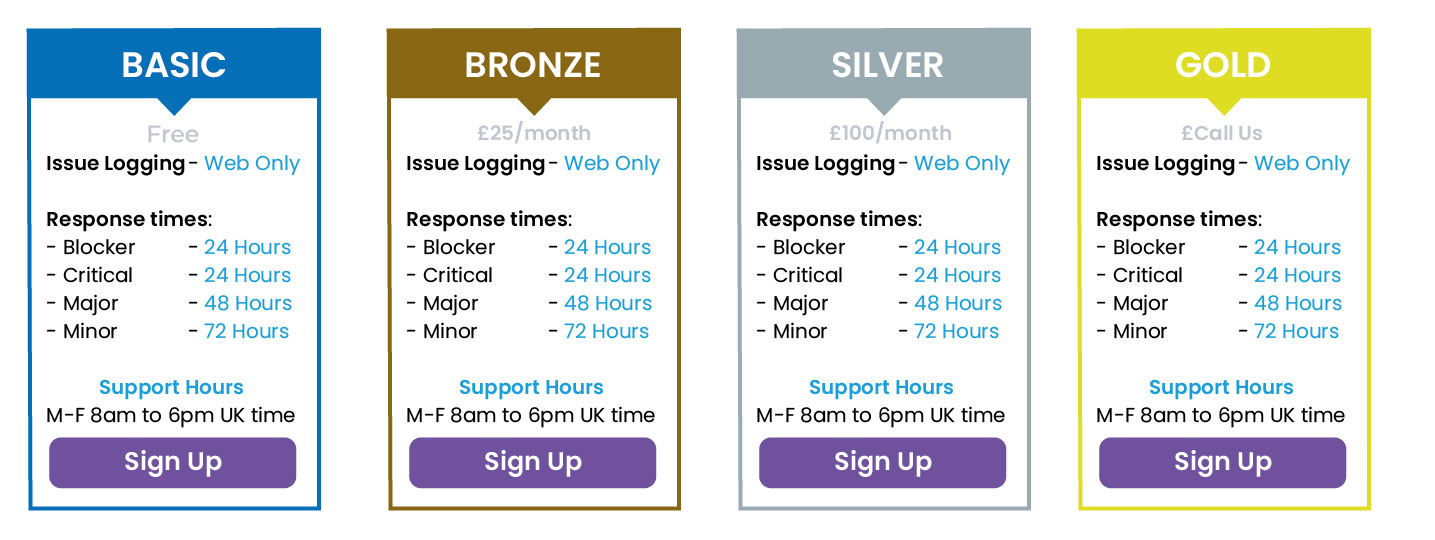 BASIC
Free
Issue Logging - Web Only
Response times:
- Blocker - 24 Hours
- Critical - 24 Hours
- Major - 48 Hours
- Minor - 72 Hours
Support Hours
M-F 8am to 6pm UK time
Sign Up
BRONZE
£25/month
Issue Logging - Web Only
Response times:
- Blocker - 24 Hours
- Critical - 24 Hours
- Major - 48 Hours
- Minor - 72 Hours
Support Hours
M-F 8am to 6pm UK time
Sign Up
SILVER
£100/month
Issue Logging - Web Only
Response times:
- Blocker - 24 Hours
- Critical - 24 Hours
- Major - 48 Hours
- Minor - 72 Hours
Support Hours
M-F 8am to 6pm UK time
Sign Up
GOLD
£Call Us
Issue Logging - Web Only
Response times:
- Blocker - 24 Hours
- Critical - 24 Hours
- Major - 48 Hours
- Minor - 72 Hours
Support Hours
M-F 8am to 6pm UK time
Sign Up